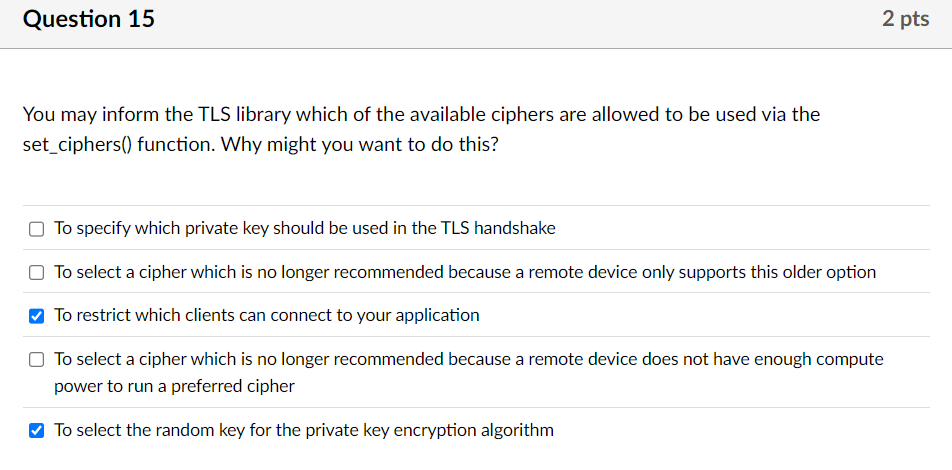 Question 15
2 pts
You may inform the TLS library which of the available ciphers are allowed to be used via the
set_ciphers() function. Why might you want to do this?
To specify which private key should be used in the TLS handshake
To select a cipher which is no longer recommended because a remote device only supports this older option
To restrict which clients can connect to your application
To select a cipher which is no longer recommended because a remote device does not have enough compute
power to run a preferred cipher
To select the random key for the private key encryption algorithm